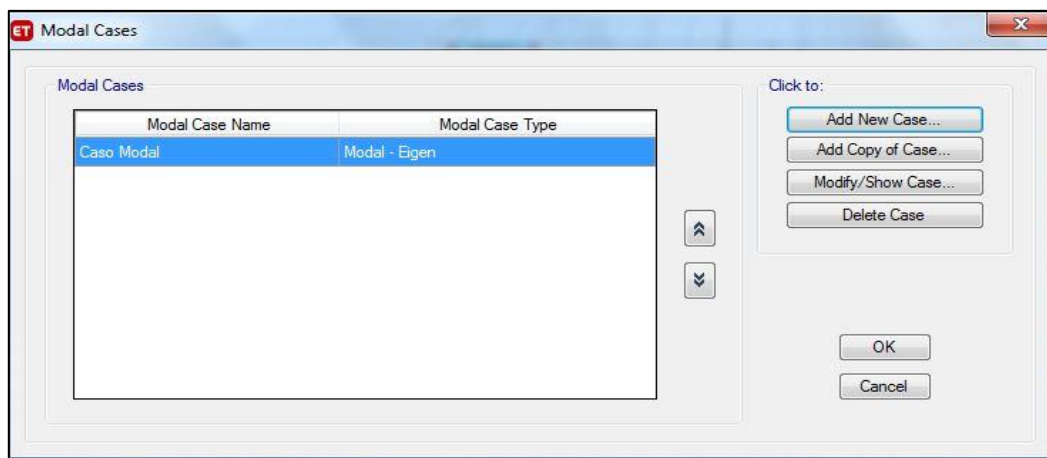 ET Modal Cases
Modal Cases
Modal Case Name Modal Case Type
Caso Modal Modal - Eigen
Click to:
Add New Case...
Add Copy of Case...
Modify/Show Case...
Delete Case
OK
Cancel